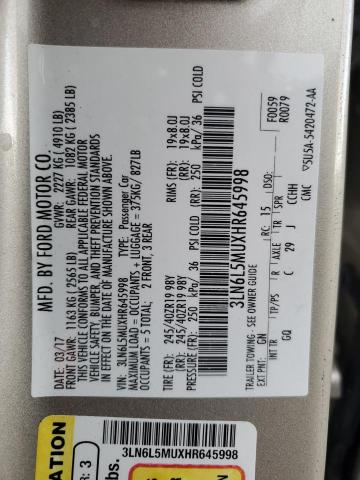 MFD. BY FORD MOTOR CO.
DATE: 03/17 GVWR: 2227 KG ( 4910 LB)
FRONT GAWR: 1163 KG ( 2565 LB) REAR GAWR: 1082 KG ( 2385 LB)
THIS VEHICLE CONFORMS TO ALL APPLICABLE FEDERAL MOTOR
VEHICLE SAFETY, BUMPER, AND THEFT PREVENTION STANDARDS
IN EFFECT ON THE DATE OF MANUFACTURE SHOWN ABOVE.
VIN: 3LN6L5MUXHR645998 TYPE: Passenger Car
MAXIMUM LOAD = OCCUPANTS + LUGGAGE = 375KG/ 827LB
OCCUPANTS = 5 TOTAL: 2 FRONT, 3 REAR
TIRE (FR): 245/40ZR19 98Y RIMS (FR): 19x8.0J
TIRE (RR): 245/40ZR19 98Y (RR): 19x8.0J
PRESSURE (FR): 250 kPa/ 36 PSI COLD (RR): 250 kPa/ 36 PSI COLD
3LN6L5MUXHR645998
F0059
R0079
TRAILER TOWING - SEE OWNER GUIDE
EXT PNT: GN RC: 15 DSO:
INT TR TP/PS R AXLE TR SPR
GQ C 29 J CCHH
CMC
SU5A-5420472-AA
3LN6L5MUXHR645998
ATION
R: 3
bs.